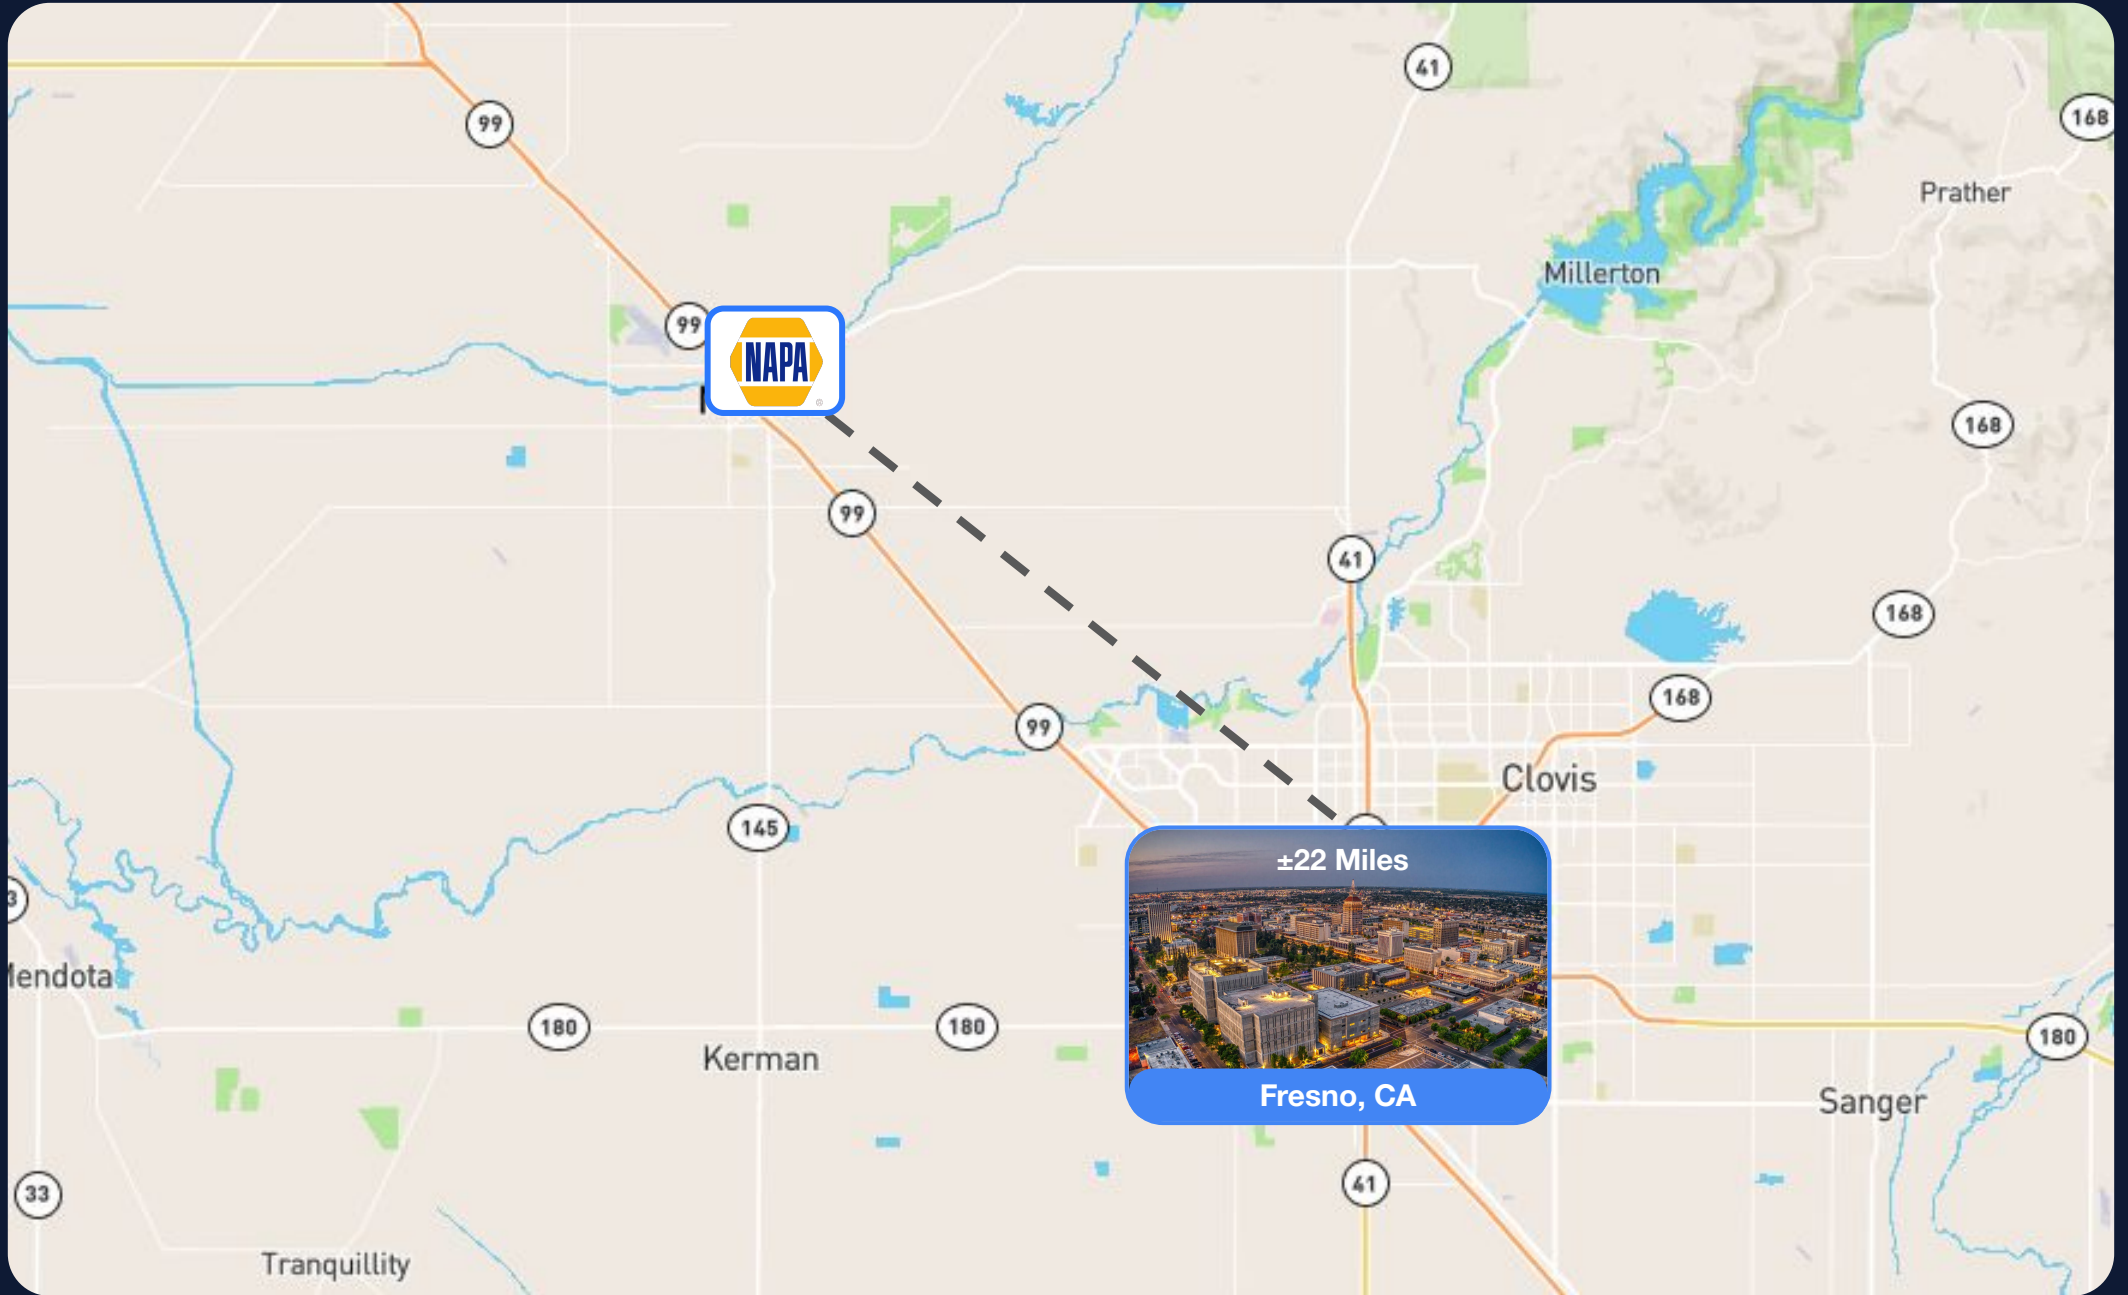 41
99
168
Prather
Millerton
99
NAPA
®
168
99
41
168
168
99
Clovis
145
±22 Miles
Mendota
180
180
180
Kerman
Fresno, CA
Sanger
33
41
Tranquillity